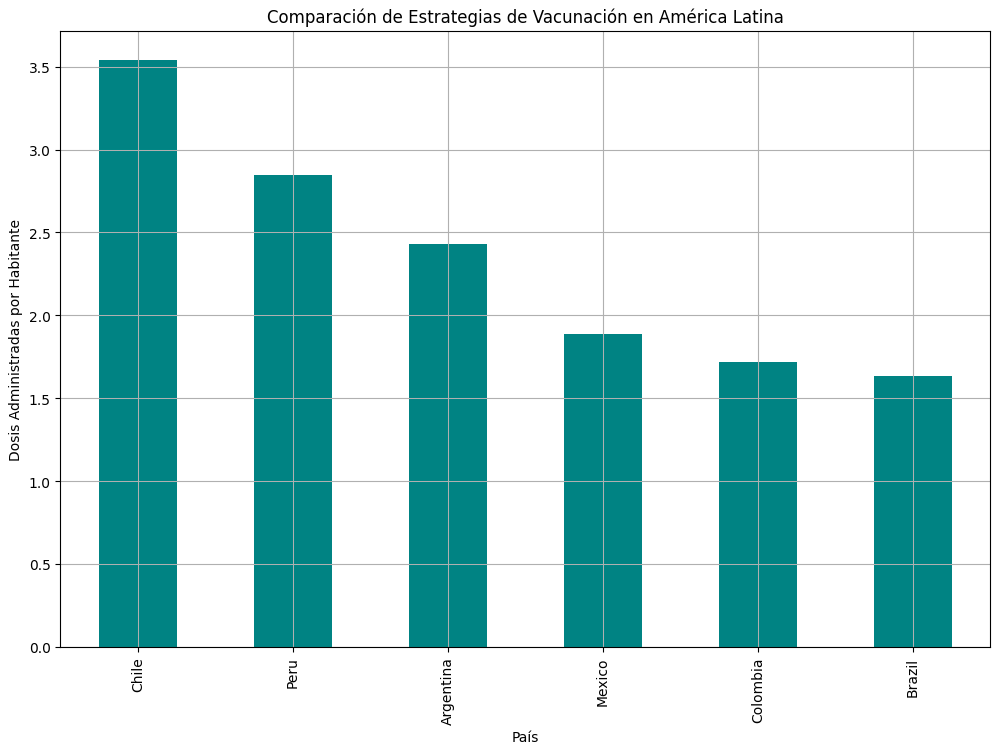 Comparación de Estrategias de Vacunación en América Latina
Dosis Administradas por Habitante
3.5
3.0
2.5
2.0
1.5
1.0
0.5
0.0
Chile
Peru
Argentina
Mexico
Colombia
Brazil
País